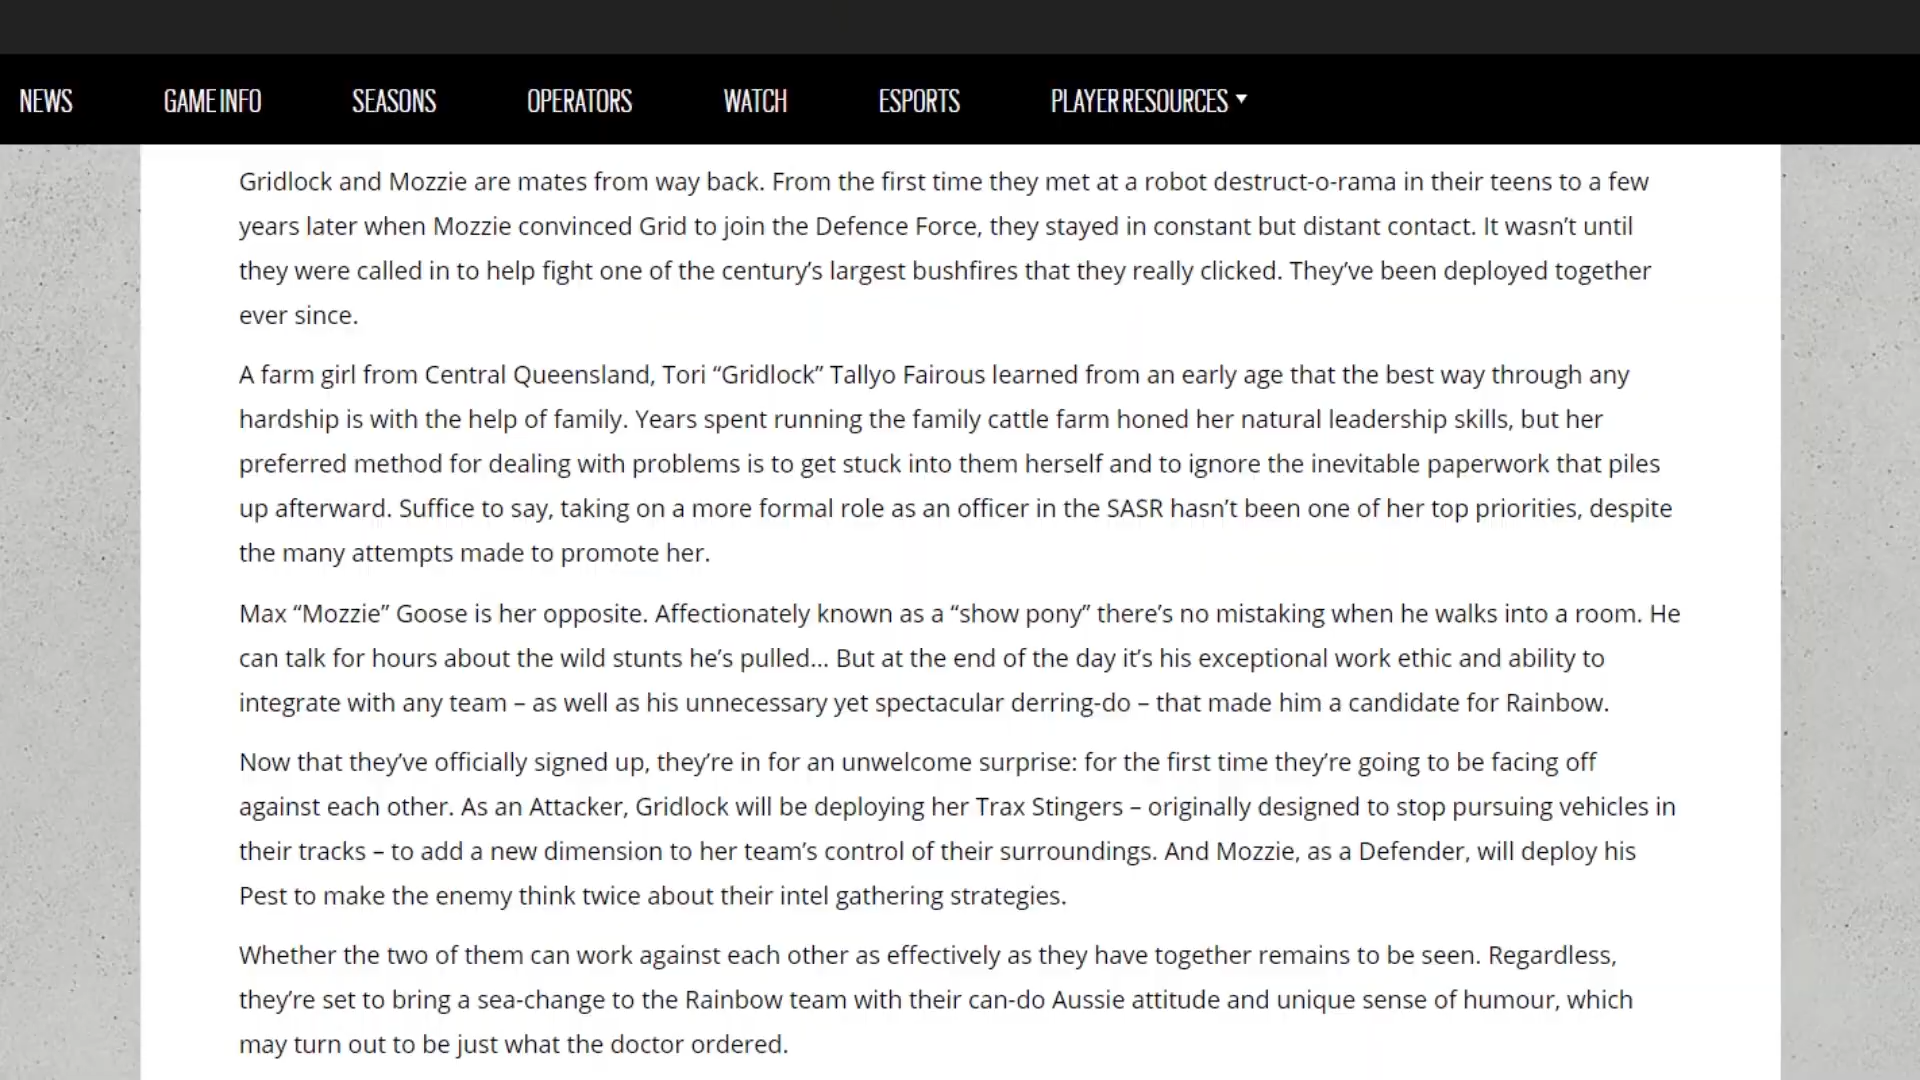 NEWS GAME INFO SEASONS OPERATORS WATCH ESPORTS PLAYER RESOURCES
Gridlock and Mozzie are mates from way back. From the first time they met at a robot destruct-o-rama in their teens to a few
years later when Mozzie convinced Grid to join the Defence Force, they stayed in constant but distant contact. It wasn’t until
they were called in to help fight one of the century’s largest bushfires that they really clicked. They’ve been deployed together
ever since.
A farm girl from Central Queensland, Tori “Gridlock” Tallyo Fairous learned from an early age that the best way through any
hardship is with the help of family. Years spent running the family cattle farm honed her natural leadership skills, but her
preferred method for dealing with problems is to get stuck into them herself and to ignore the inevitable paperwork that piles
up afterward. Suffice to say, taking on a more formal role as an officer in the SASR hasn’t been one of her top priorities, despite
the many attempts made to promote her.
Max “Mozzie” Goose is her opposite. Affectionately known as a “show pony” there’s no mistaking when he walks into a room. He
can talk for hours about the wild stunts he’s pulled... But at the end of the day it’s his exceptional work ethic and ability to
integrate with any team – as well as his unnecessary yet spectacular derring-do – that made him a candidate for Rainbow.
Now that they’ve officially signed up, they’re in for an unwelcome surprise: for the first time they’re going to be facing off
against each other. As an Attacker, Gridlock will be deploying her Trax Stingers – originally designed to stop pursuing vehicles in
their tracks – to add a new dimension to her team’s control of their surroundings. And Mozzie, as a Defender, will deploy his
Pest to make the enemy think twice about their intel gathering strategies.
Whether the two of them can work against each other as effectively as they have together remains to be seen. Regardless,
they’re set to bring a sea-change to the Rainbow team with their can-do Aussie attitude and unique sense of humour, which
may turn out to be just what the doctor ordered.